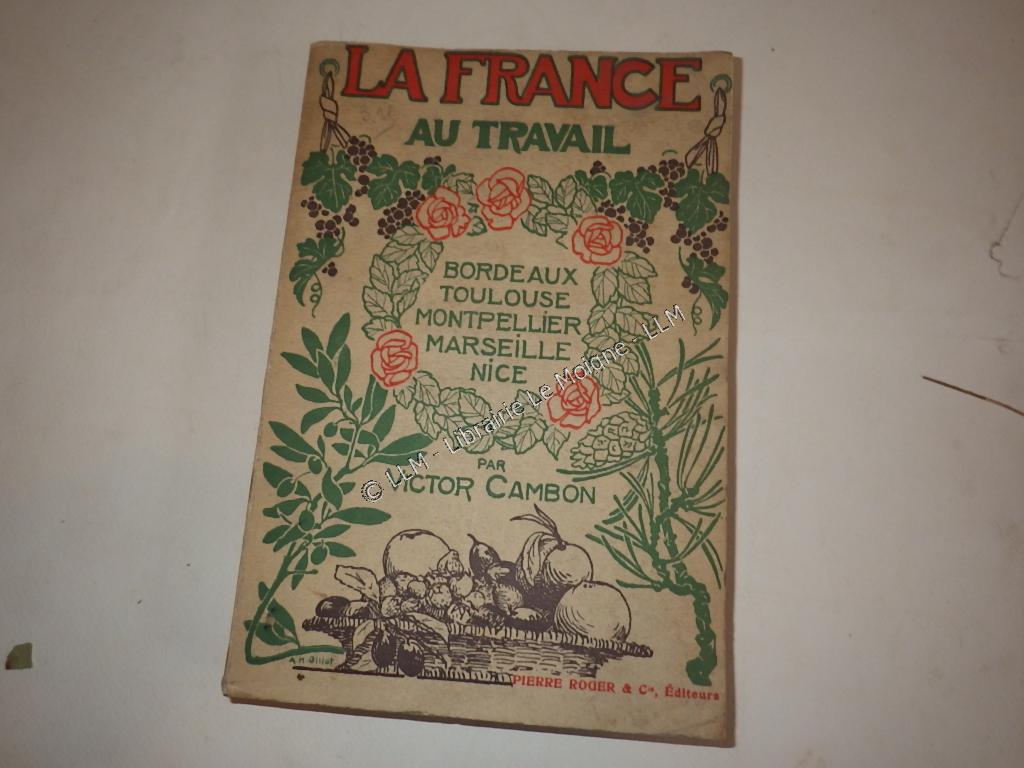 LA FRANCE
AU TRAVAIL
BORDEAUX
TOULOUSE
MONTPELLIER
MARSEILLE
NICE
PAR
VICTOR CAMBON
© LLM - Librairie Le Moigne - LLM
A.H. Gillot
PIERRE ROGER & Cie, Éditeurs